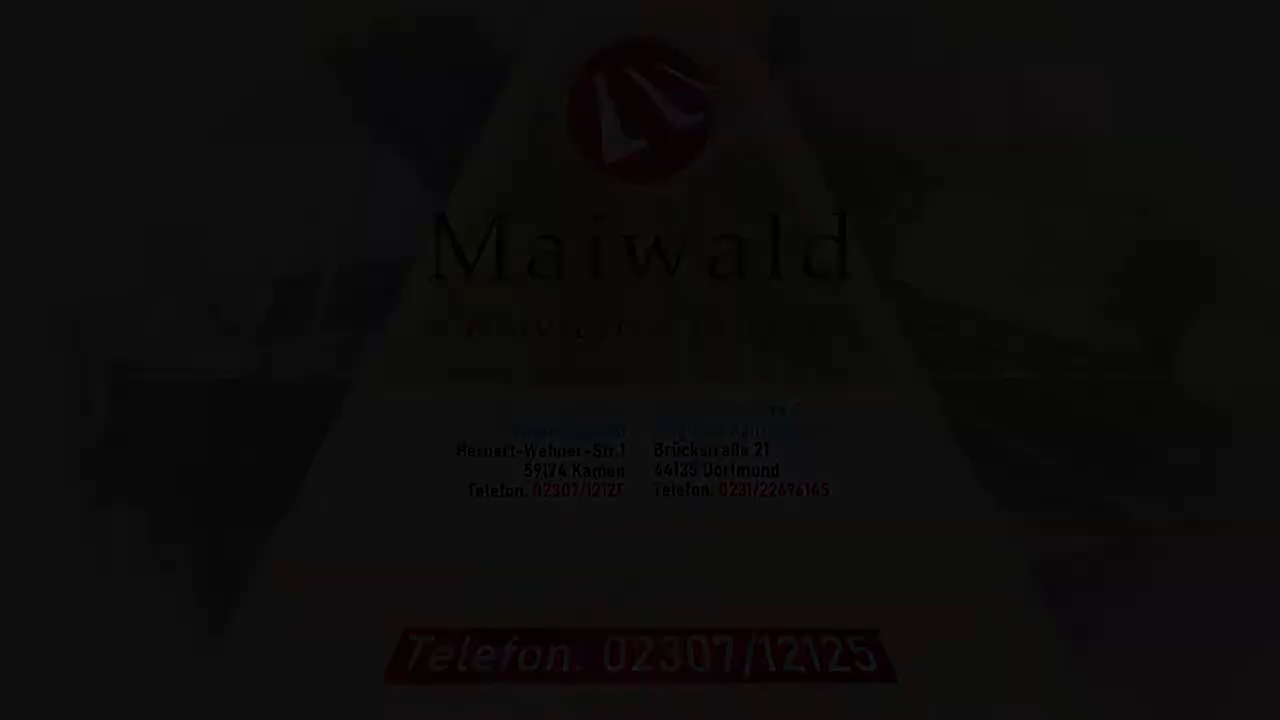 Maiwald
Herbert-Wehner-Str.1
59174 Kamen
Telefon: 02307/12125
Brückstraße 21
44135 Dortmund
Telefon: 0231/22696145
Telefon: 02307/12125